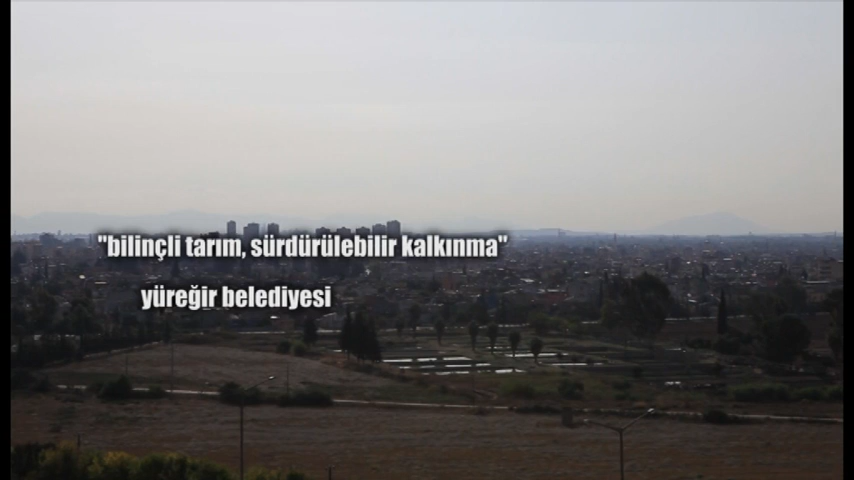 "bilinçli tarım, sürdürülebilir kalkınma"
yüreğir belediyesi